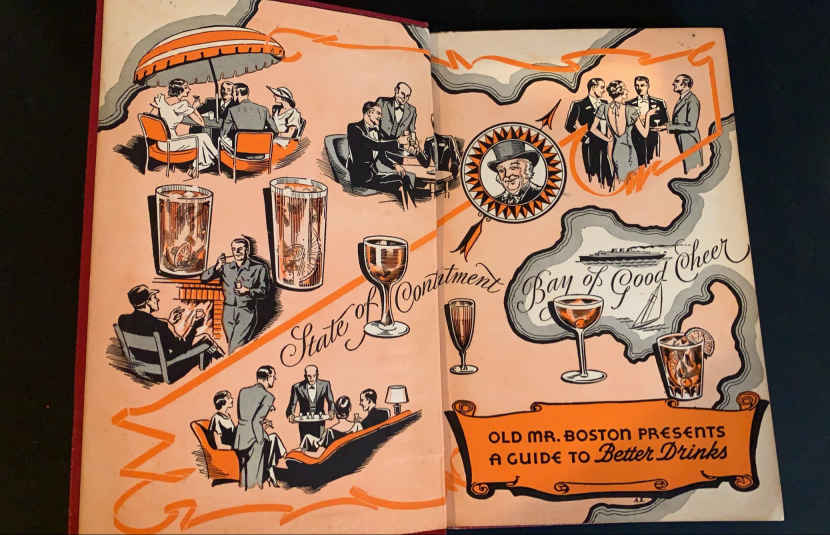 State of Contentment
Bay of Good Cheer
OLD MR. BOSTON PRESENTS
A GUIDE TO Better Drinks